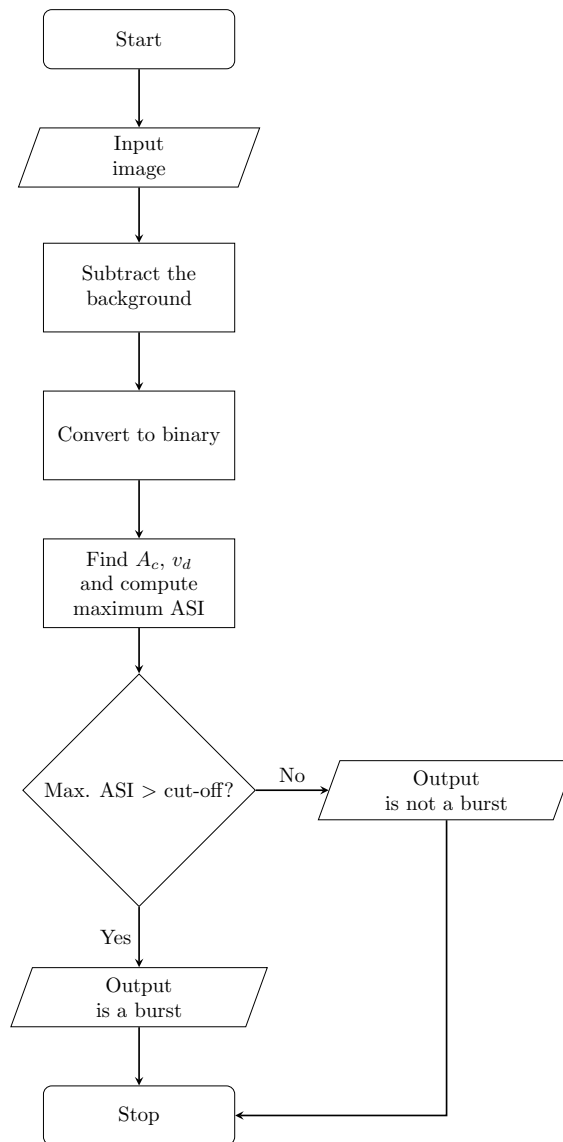 Start
Input
image
Subtract the
background
Convert to binary
Find $A_c$, $v_d$
and compute
maximum ASI
Max. ASI > cut-off?
No
Output
is not a burst
Yes
Output
is a burst
Stop